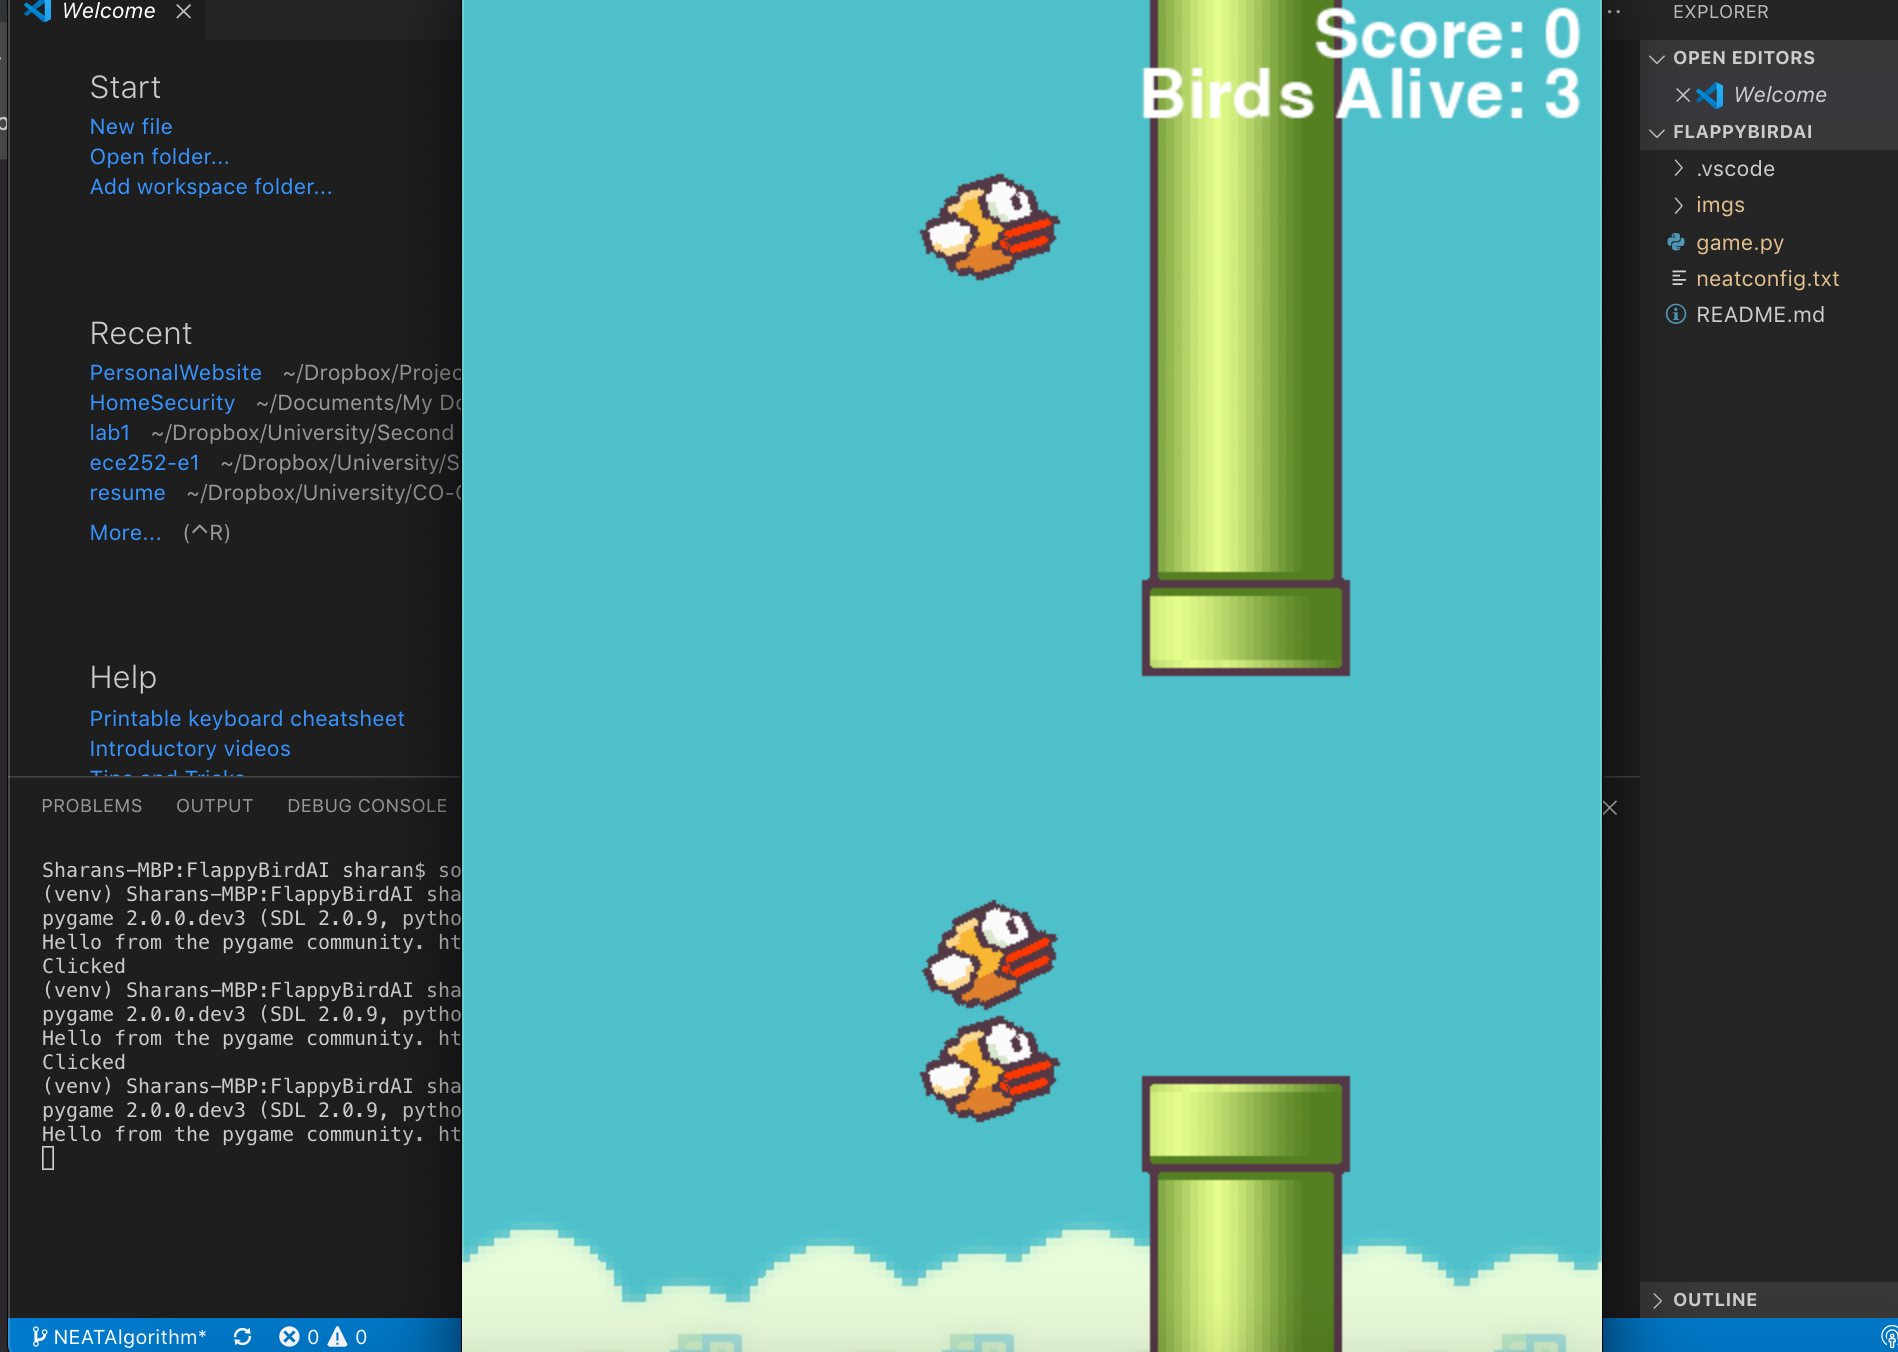 Welcome
Start
New file
Open folder...
Add workspace folder...
Recent
PersonalWebsite ~/Dropbox/Projec
HomeSecurity ~/Documents/My Do
lab1 ~/Dropbox/University/Second
ece252-e1 ~/Dropbox/University/S
resume ~/Dropbox/University/CO-
More... (^R)
Help
Printable keyboard cheatsheet
Introductory videos
Tips and Tricks
PROBLEMS OUTPUT DEBUG CONSOLE
Sharans-MBP:FlappyBirdAI sharan$ so
(venv) Sharans-MBP:FlappyBirdAI sha
pygame 2.0.0.dev3 (SDL 2.0.9, pytho
Hello from the pygame community. ht
Clicked
(venv) Sharans-MBP:FlappyBirdAI sha
pygame 2.0.0.dev3 (SDL 2.0.9, pytho
Hello from the pygame community. ht
Clicked
(venv) Sharans-MBP:FlappyBirdAI sha
pygame 2.0.0.dev3 (SDL 2.0.9, pytho
Hello from the pygame community. ht
NEATAlgorithm* 0 0
Score: 0
Birds Alive: 3
EXPLORER
OPEN EDITORS
Welcome
FLAPPYBIRDAI
.vscode
imgs
game.py
neatconfig.txt
README.md
OUTLINE